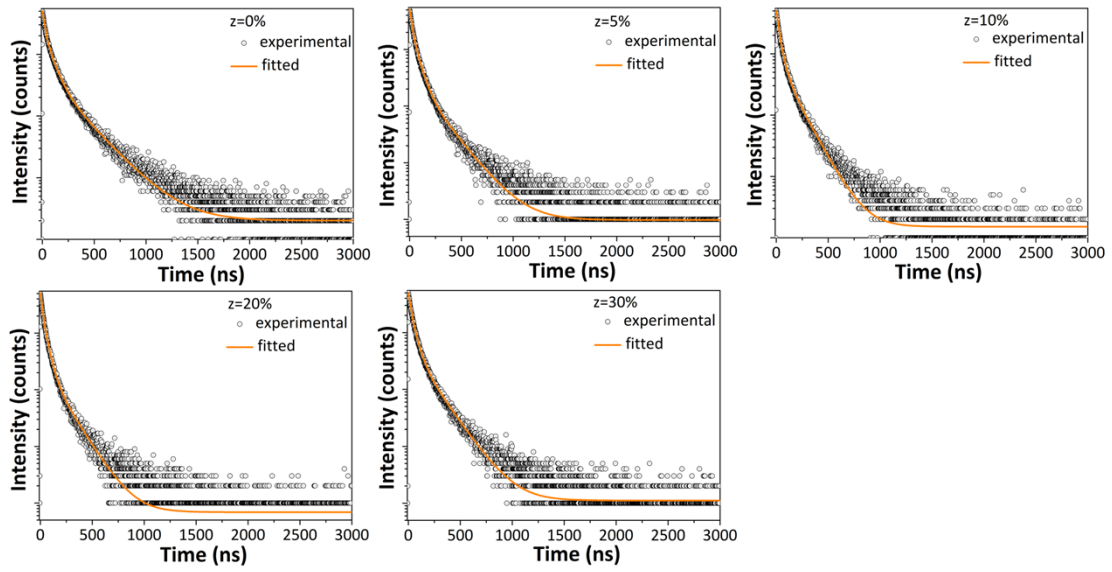 Intensity (counts)
z=0%
experimental
fitted
0 500 1000 1500 2000 2500 3000
Time (ns)
Intensity (counts)
z=5%
experimental
fitted
0 500 1000 1500 2000 2500 3000
Time (ns)
Intensity (counts)
z=10%
experimental
fitted
0 500 1000 1500 2000 2500 3000
Time (ns)
Intensity (counts)
z=20%
experimental
fitted
0 500 1000 1500 2000 2500 3000
Time (ns)
Intensity (counts)
z=30%
experimental
fitted
0 500 1000 1500 2000 2500 3000
Time (ns)